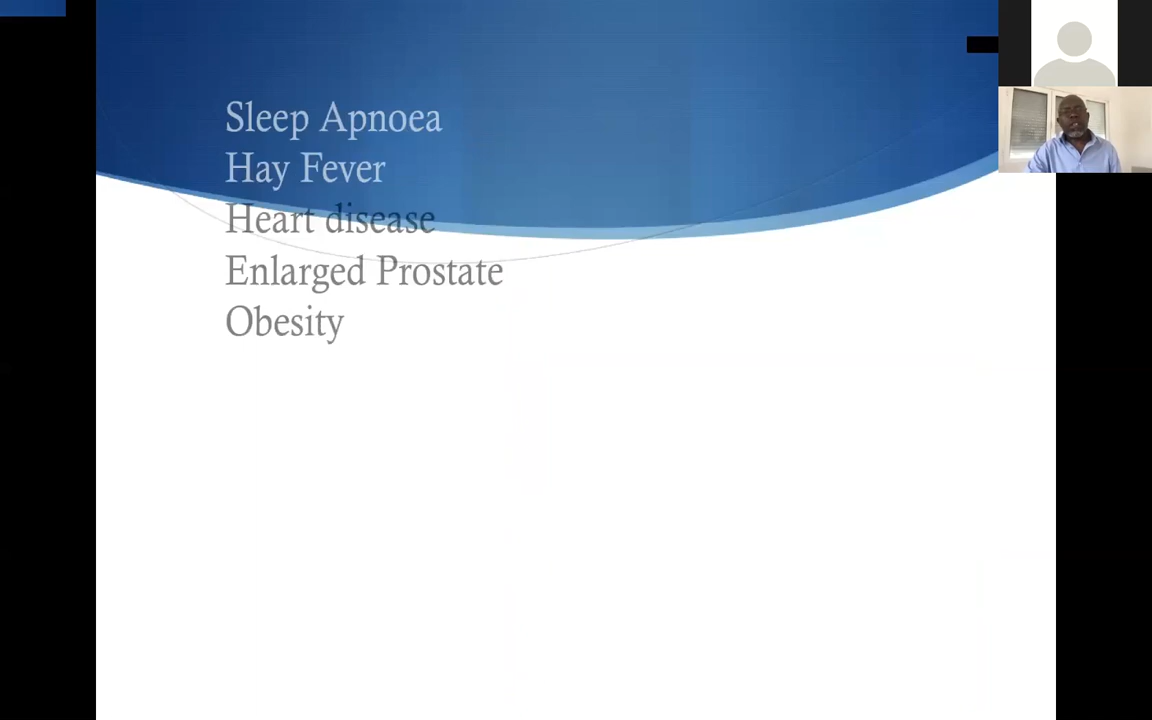 Sleep Apnoea
Hay Fever
Heart disease
Enlarged Prostate
Obesity